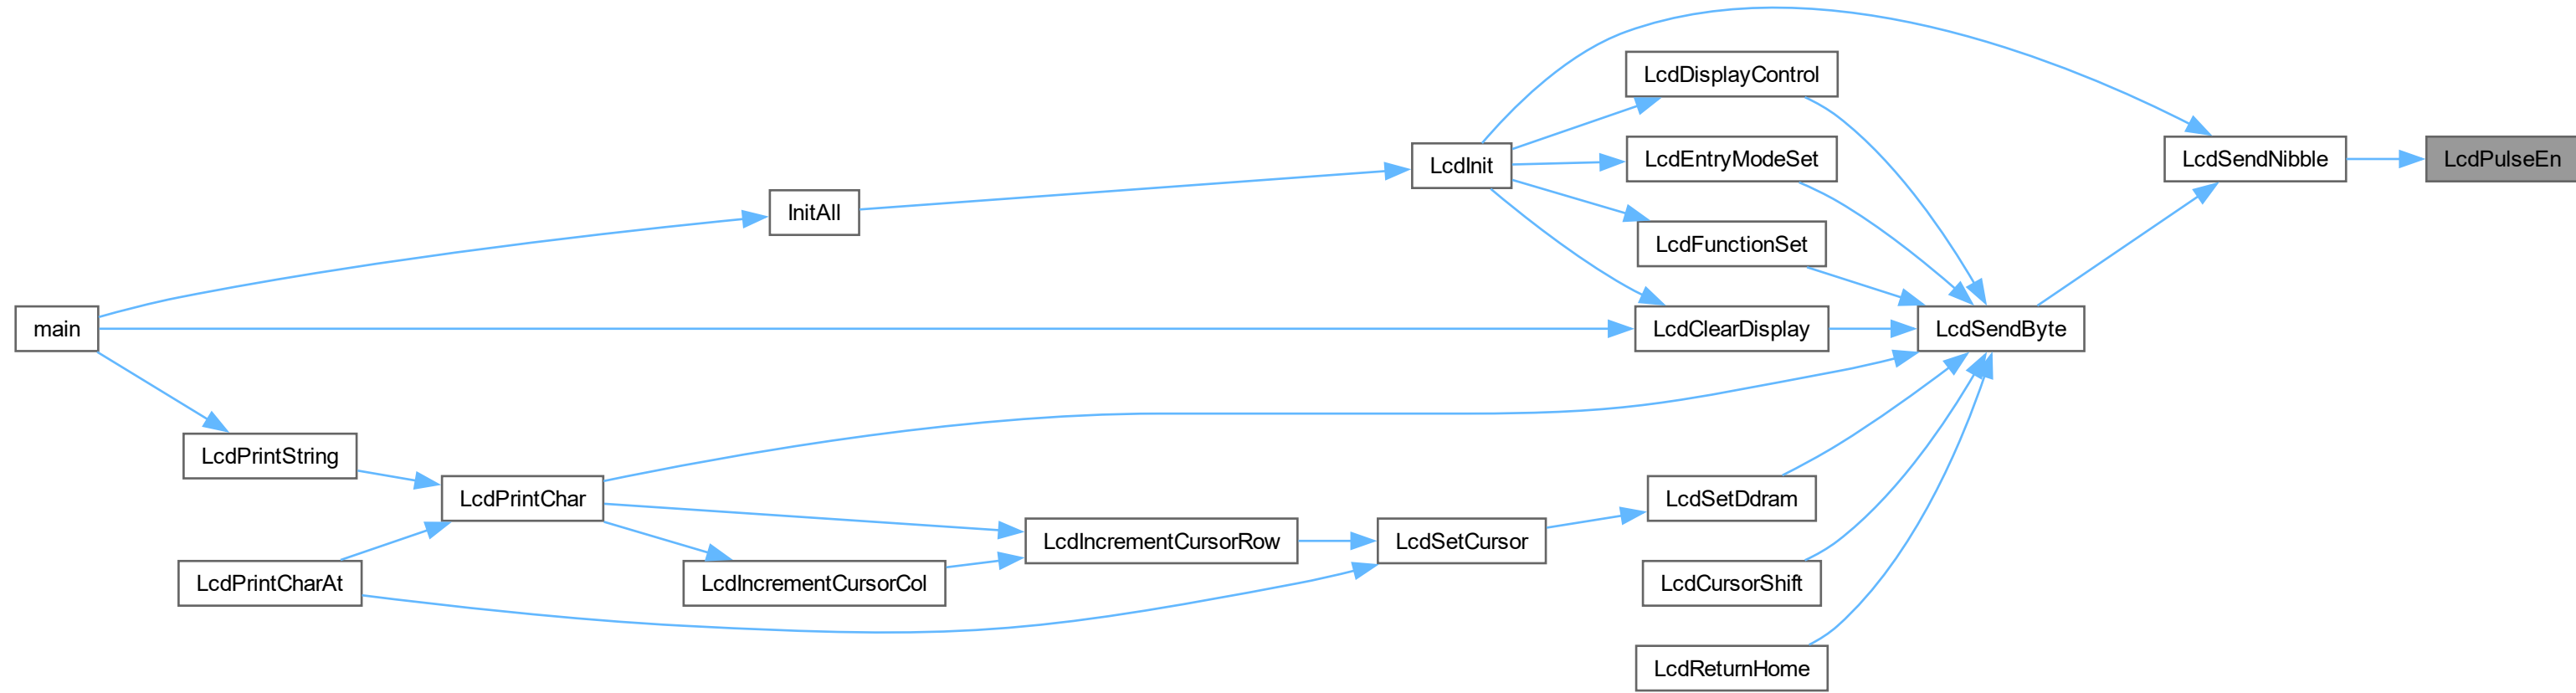 LcdDisplayControl
LcdEntryModeSet
LcdSendNibble
LcdPulseEn
LcdInit
InitAll
LcdFunctionSet
main
LcdClearDisplay
LcdSendByte
LcdPrintString
LcdPrintChar
LcdSetDdram
LcdIncrementCursorRow
LcdSetCursor
LcdPrintCharAt
LcdIncrementCursorCol
LcdCursorShift
LcdReturnHome